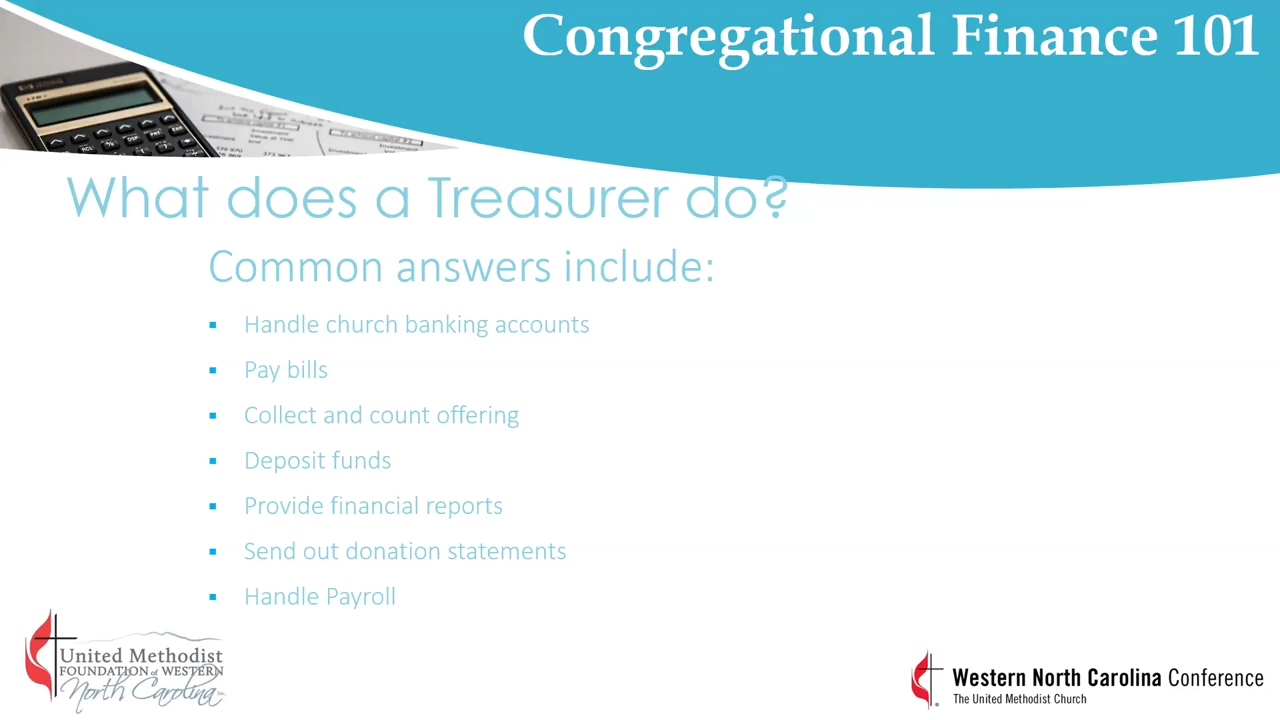 Congregational Finance 101
What does a Treasurer do?
Common answers include:
▪ Handle church banking accounts
▪ Pay bills
▪ Collect and count offering
▪ Deposit funds
▪ Provide financial reports
▪ Send out donation statements
▪ Handle Payroll
United Methodist
FOUNDATION of WESTERN
North Carolina
Western North Carolina Conference
The United Methodist Church